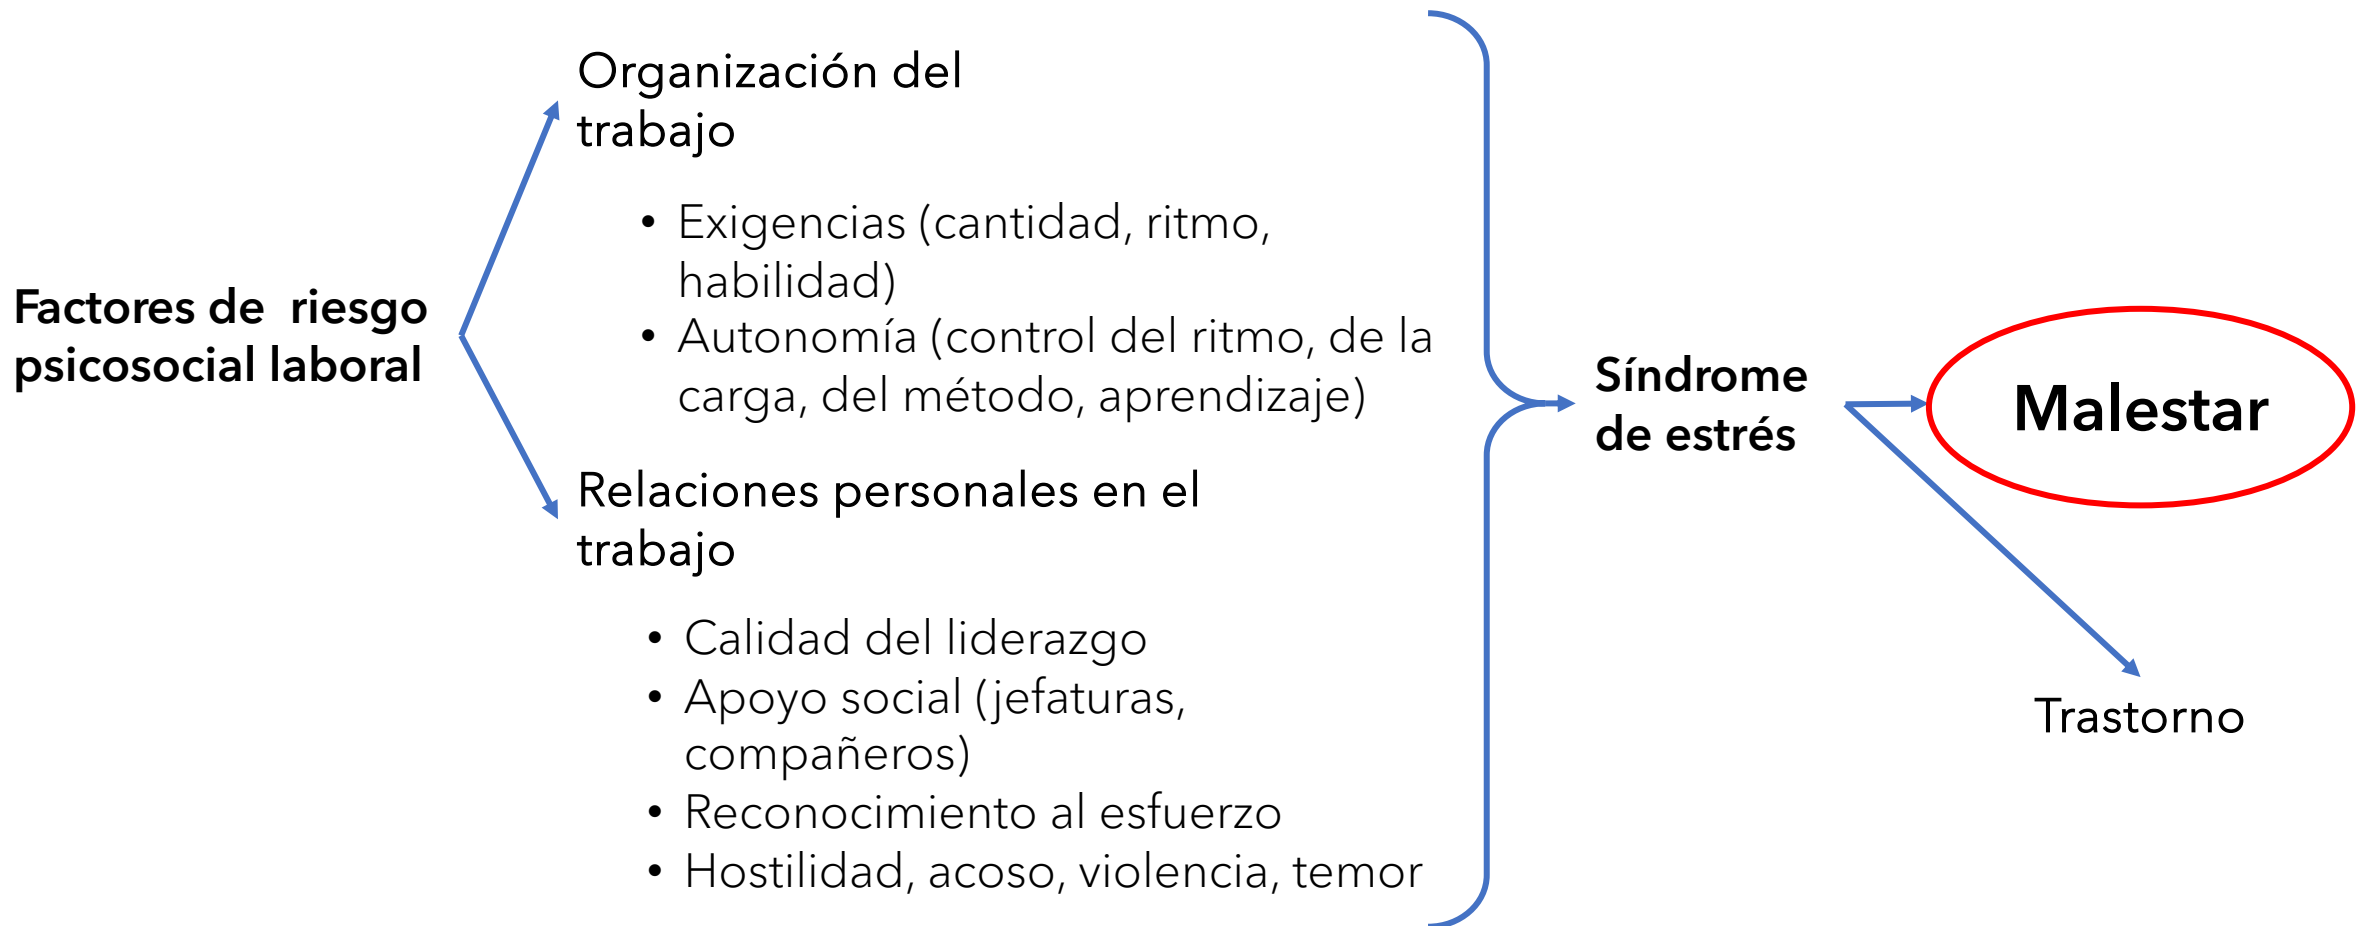 Factores de  riesgo
psicosocial laboral
Organización del
trabajo
• Exigencias (cantidad, ritmo,
habilidad)
• Autonomía (control del ritmo, de la
carga, del método, aprendizaje)
Relaciones personales en el
trabajo
• Calidad del liderazgo
• Apoyo social (jefaturas,
compañeros)
• Reconocimiento al esfuerzo
• Hostilidad, acoso, violencia, temor
Síndrome
de estrés
Malestar
Trastorno